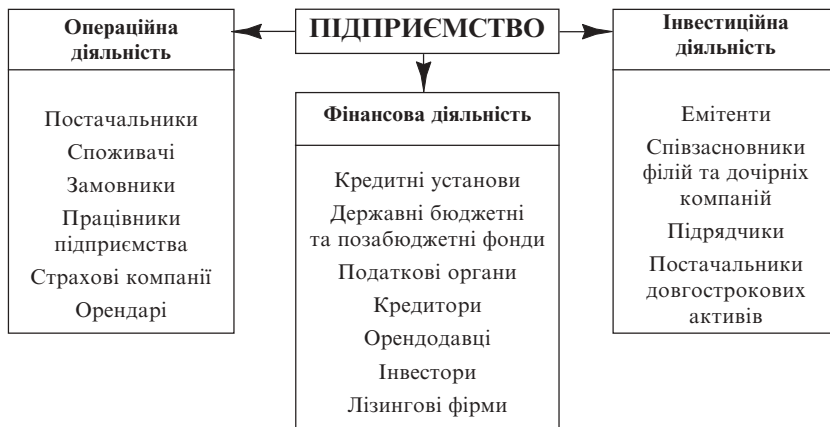 ПІДПРИЄМСТВО
Операційна
діяльність
Постачальники
Споживачі
Замовники
Працівники
підприємства
Страхові компанії
Орендарі
Фінансова діяльність
Кредитні установи
Державні бюджетні
та позабюджетні фонди
Податкові органи
Кредитори
Орендодавці
Інвестори
Лізингові фірми
Інвестиційна
діяльність
Емітенти
Співзасновники
філій та дочірніх
компаній
Підрядчики
Постачальники
довгострокових
активів